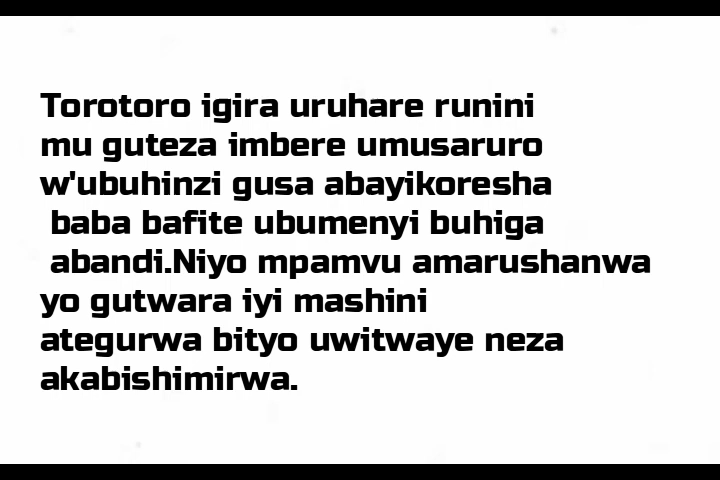 Torotoro igira uruhare runini
mu guteza imbere umusaruro
w'ubuhinzi gusa abayikoresha
baba bafite ubumenyi buhiga
abandi.Niyo mpamvu amarushanwa
yo gutwara iyi mashini
ategurwa bityo uwitwaye neza
akabishimirwa.